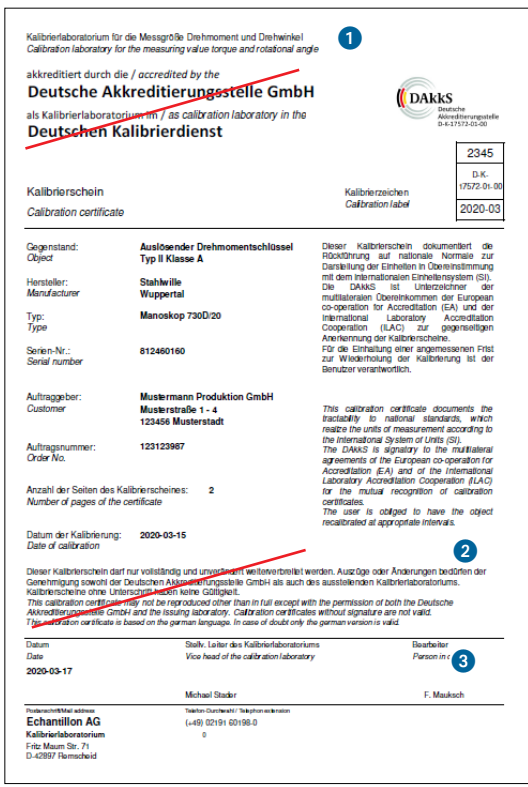 Kalibrierlaboratorium für die Messgröße Drehmoment und Drehwinkel
Calibration laboratory for the measuring value torque and rotational angle
1
akkreditiert durch die / accredited by the
Deutsche Akkreditierungsstelle GmbH
als Kalibrierlaboratorium im / as calibration laboratory in the
Deutschen Kalibrierdienst
DAkkS
Deutsche
Akkreditierungsstelle
D-K-17572-01-00
2345
D-K-
17572-01-00
2020-03
Kalibrierschein
Calibration certificate
Kalibrierzeichen
Calibration label
Gegenstand:
Object
Auslösender Drehmomentschlüssel
Typ II Klasse A
Hersteller:
Manufacturer
Stahlwille
Wuppertal
Typ:
Type
Manoskop 730D/20
Serien-Nr.:
Serial number
812460160
Auftraggeber:
Customer
Mustermann Produktion GmbH
Musterstraße 1 - 4
123456 Musterstadt
Auftragsnummer:
Order No.
123123987
Anzahl der Seiten des Kalibrierscheines: 2
Number of pages of the certificate
Datum der Kalibrierung: 2020-03-15
Date of calibration
Dieser Kalibrierschein dokumentiert die
Rückführung auf nationale Normale zur
Darstellung der Einheiten in Übereinstimmung
mit dem Internationalen Einheitensystem (SI).
Die DAkkS ist Unterzeichner der
multilateralen Übereinkommen der European
co-operation for Accreditation (EA) und der
International Laboratory Accreditation
Cooperation (ILAC) zur gegenseitigen
Anerkennung der Kalibrierscheine.
Für die Einhaltung einer angemessenen Frist
zur Wiederholung der Kalibrierung ist der
Benutzer verantwortlich.
This calibration certificate documents the
tractability to national standards, which
realize the units of measurement according to
the International System of Units (SI).
The DAkkS is signatory to the multilateral
agreements of the European co-operation for
Accreditation (EA) and of the International
Laboratory Accreditation Cooperation (ILAC)
for the mutual recognition of calibration
certificates.
The user is obliged to have the object
recalibrated at appropriate intervals.
2
Dieser Kalibrierschein darf nur vollständig und unverändert weiterverbreitet werden. Auszüge oder Änderungen bedürfen der
Genehmigung sowohl der Deutschen Akkreditierungsstelle GmbH als auch des ausstellenden Kalibrierlaboratoriums.
Kalibrierscheine ohne Unterschrift haben keine Gültigkeit.
This calibration certificate may not be reproduced other than in full except with the permission of both the Deutsche
Akkreditierungsstelle GmbH and the issuing laboratory. Calibration certificates without signature are not valid.
This calibration certificate is based on the german language. In case of doubt only the german version is valid.
Datum
Date
2020-03-17
Stellv. Leiter des Kalibrierlaboratoriums
Vice head of the calibration laboratory
Michael Stader
Bearbeiter
Person in
3
F. Mauksch
Postanschrift/Mail address
Echantillon AG
Kalibrierlaboratorium
Fritz Maum Str. 71
D-42897 Remscheid
Telefon-Durchwahl / Telephon extension
(+49) 02191 60198-0
0